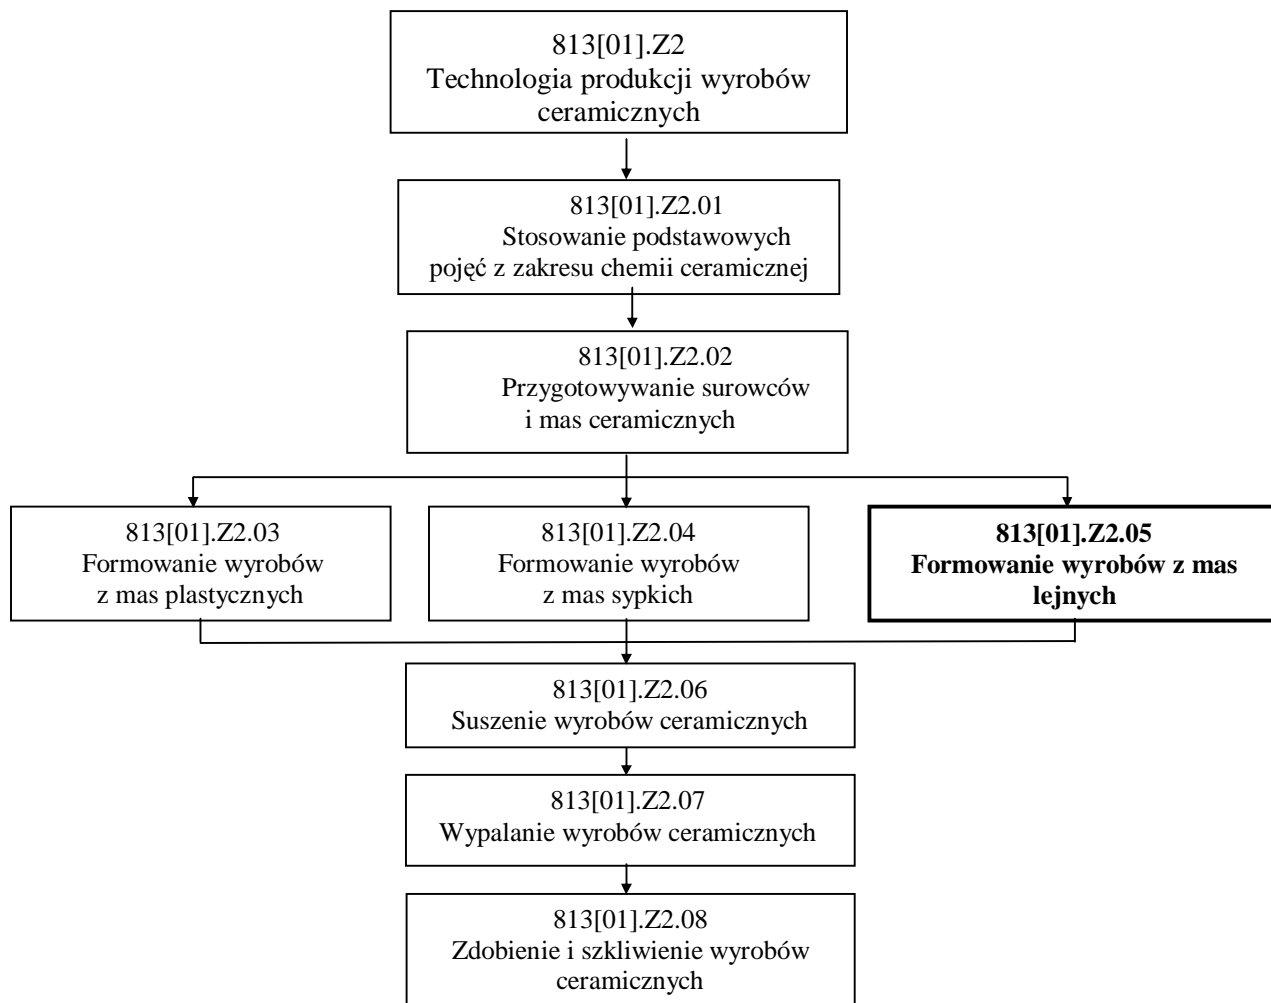 813[01].Z2
Technologia produkcji wyrobów
ceramicznych
813[01].Z2.01
Stosowanie podstawowych
pojęć z zakresu chemii ceramicznej
813[01].Z2.02
Przygotowywanie surowców
i mas ceramicznych
813[01].Z2.03
Formowanie wyrobów
z mas plastycznych
813[01].Z2.04
Formowanie wyrobów
z mas sypkich
813[01].Z2.05
Formowanie wyrobów z mas
lejnych
813[01].Z2.06
Suszenie wyrobów ceramicznych
813[01].Z2.07
Wypalanie wyrobów ceramicznych
813[01].Z2.08
Zdobienie i szkliwienie wyrobów
ceramicznych